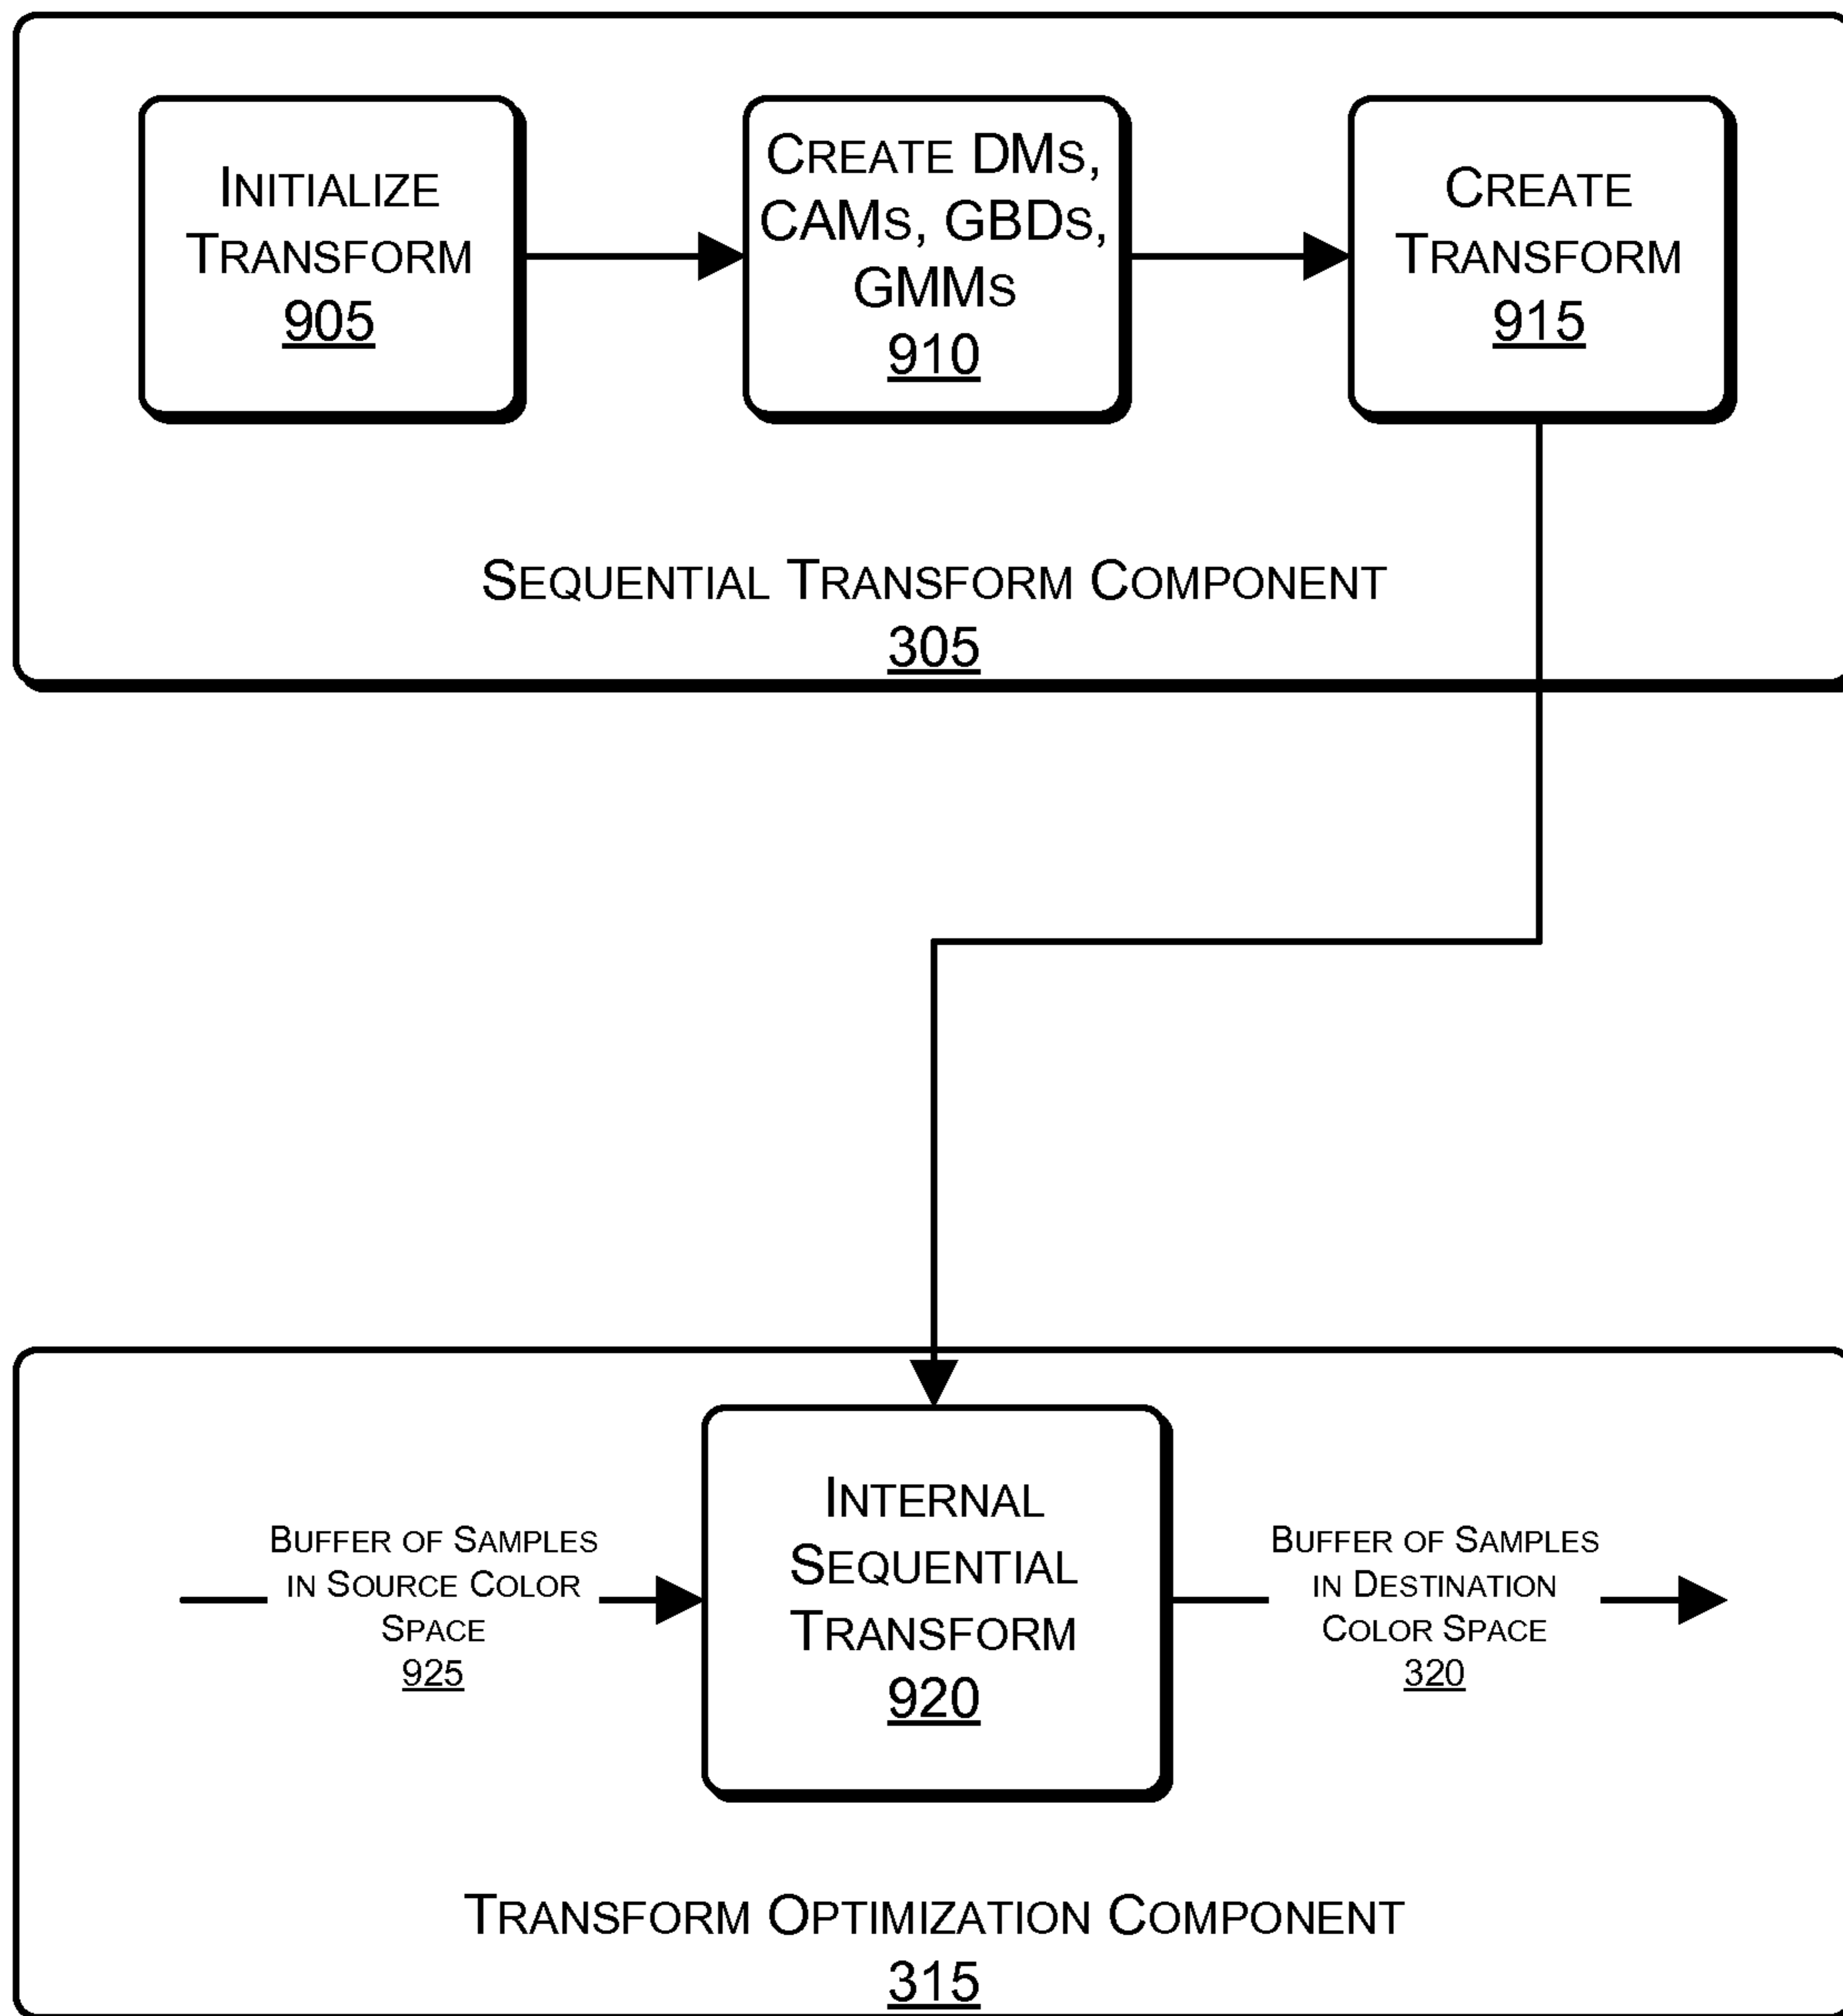 INITIALIZE
TRANSFORM
905
CREATE DMS,
CAMS, GBDS,
GMMS
910
CREATE
TRANSFORM
915
SEQUENTIAL TRANSFORM COMPONENT
305
INTERNAL
SEQUENTIAL
TRANSFORM
920
BUFFER OF SAMPLES
IN SOURCE COLOR
SPACE
925
BUFFER OF SAMPLES
IN DESTINATION
COLOR SPACE
320
TRANSFORM OPTIMIZATION COMPONENT
315